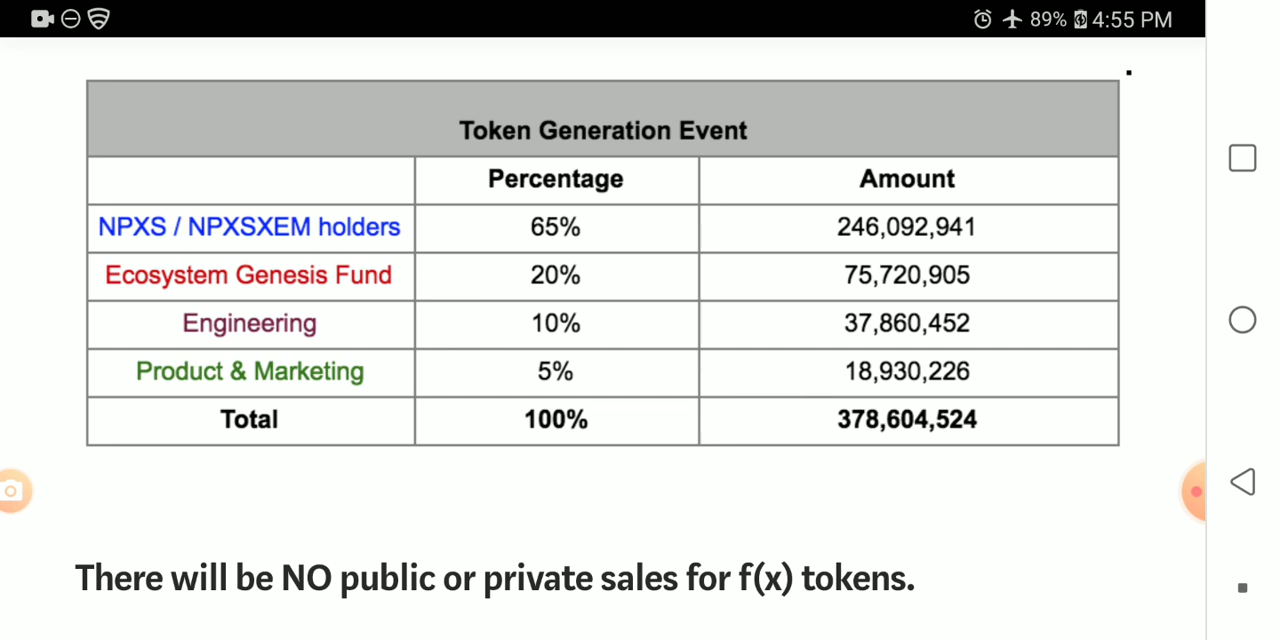 89% 4:55 PM
Token Generation Event
Percentage Amount
NPXS / NPXSXEM holders 65% 246,092,941
Ecosystem Genesis Fund 20% 75,720,905
Engineering 10% 37,860,452
Product & Marketing 5% 18,930,226
Total 100% 378,604,524
There will be NO public or private sales for f(x) tokens.